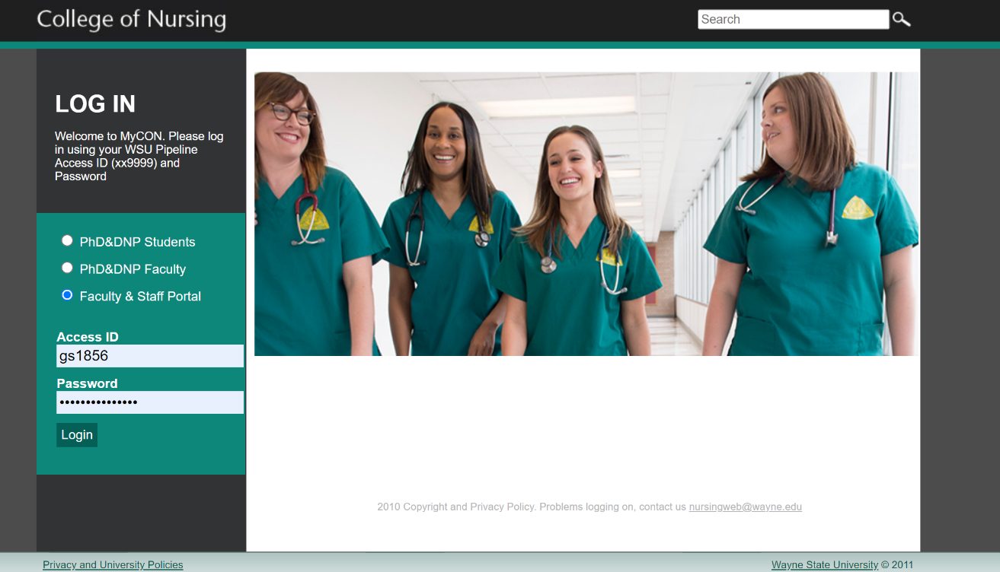 College of Nursing
Search
LOG IN
Welcome to MyCON. Please log
in using your WSU Pipeline
Access ID (xx9999) and
Password
PhD&DNP Students
PhD&DNP Faculty
Faculty & Staff Portal
Access ID
gs1856
Password
•••••••••••••••
Login
2010 Copyright and Privacy Policy. Problems logging on, contact us nursingweb@wayne.edu
Privacy and University Policies
Wayne State University © 2011